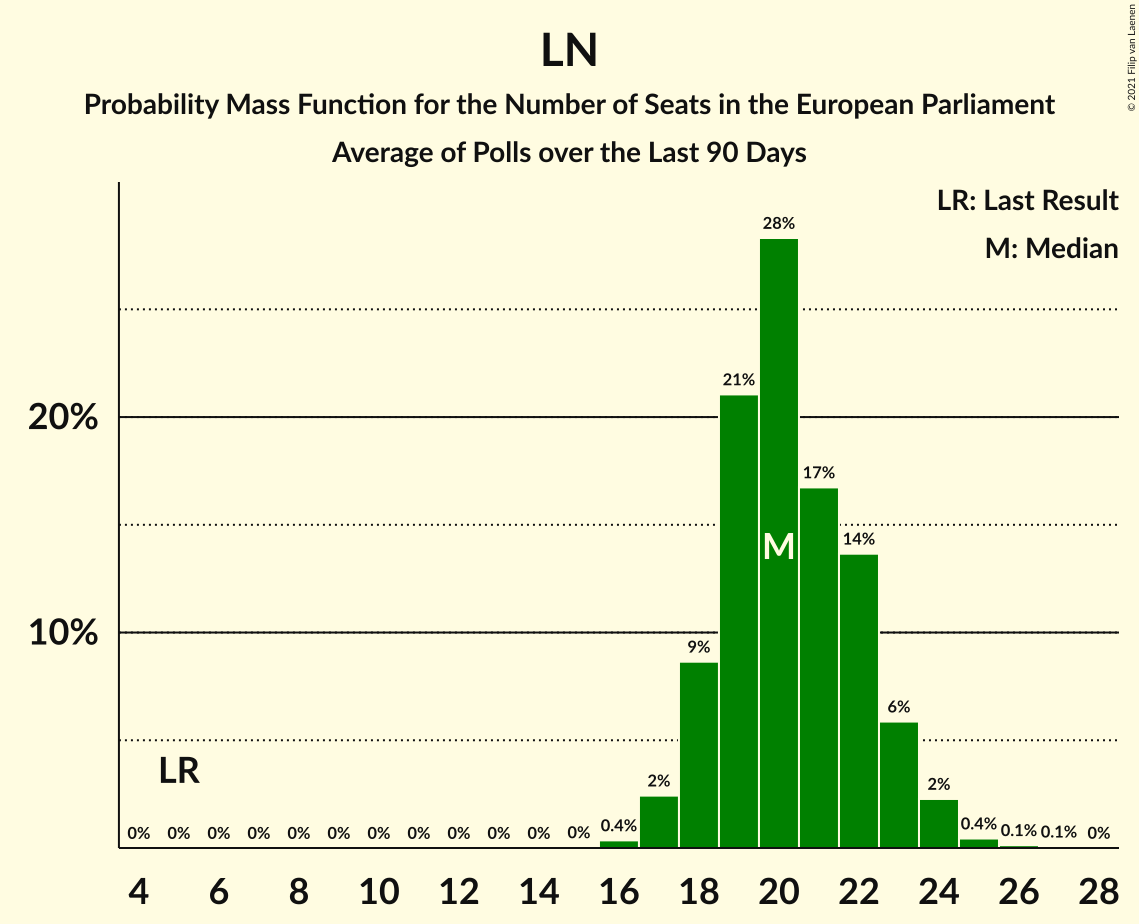 © 2021 Filip van Laenen
LN
Probability Mass Function for the Number of Seats in the European Parliament
Average of Polls over the Last 90 Days
LR: Last Result
M: Median
28%
21%
20%
17%
14%
M
10%
9%
6%
LR
2%
2%
0% 0% 0% 0% 0% 0% 0% 0% 0% 0% 0% 0% 0.4% 0.4% 0.1% 0.1% 0%
4 6 8 10 12 14 16 18 20 22 24 26 28